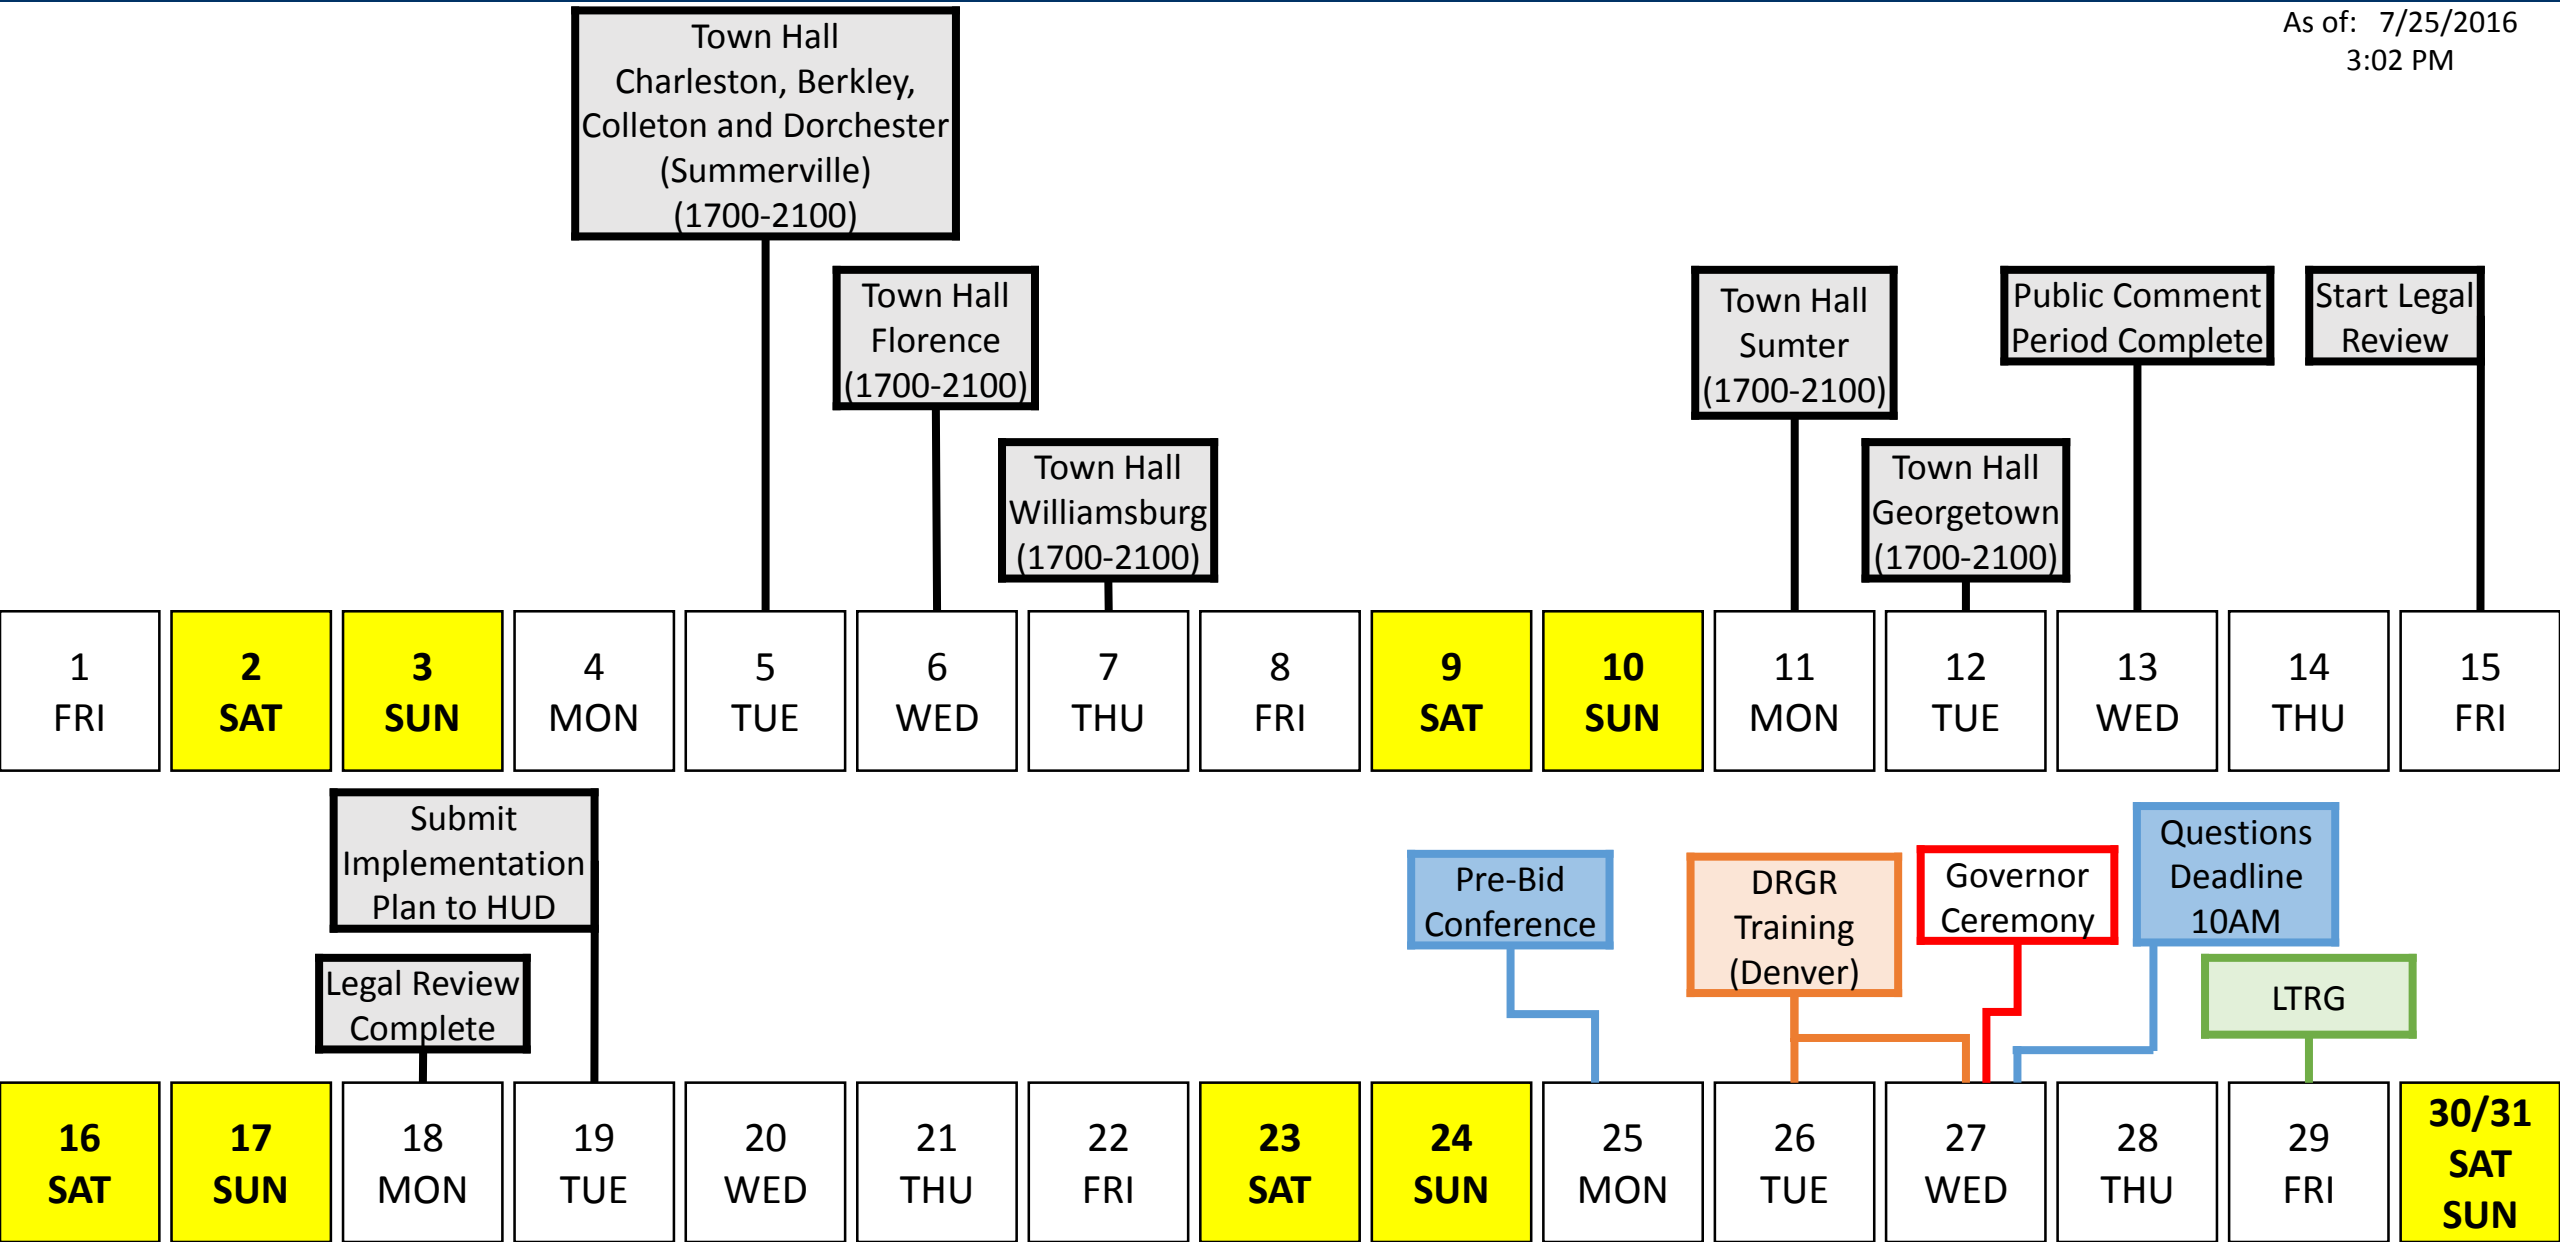 As of: 7/25/2016
3:02 PM
Town Hall
Charleston, Berkley,
Colleton and Dorchester
(Summerville)
(1700-2100)
Town Hall
Florence
(1700-2100)
Town Hall
Williamsburg
(1700-2100)
Town Hall
Sumter
(1700-2100)
Town Hall
Georgetown
(1700-2100)
Public Comment
Period Complete
Start Legal
Review
1
FRI
2
SAT
3
SUN
4
MON
5
TUE
6
WED
7
THU
8
FRI
9
SAT
10
SUN
11
MON
12
TUE
13
WED
14
THU
15
FRI
Submit
Implementation
Plan to HUD
Legal Review
Complete
Pre-Bid
Conference
DRGR
Training
(Denver)
Governor
Ceremony
Questions
Deadline
10AM
LTRG
16
SAT
17
SUN
18
MON
19
TUE
20
WED
21
THU
22
FRI
23
SAT
24
SUN
25
MON
26
TUE
27
WED
28
THU
29
FRI
30/31
SAT
SUN